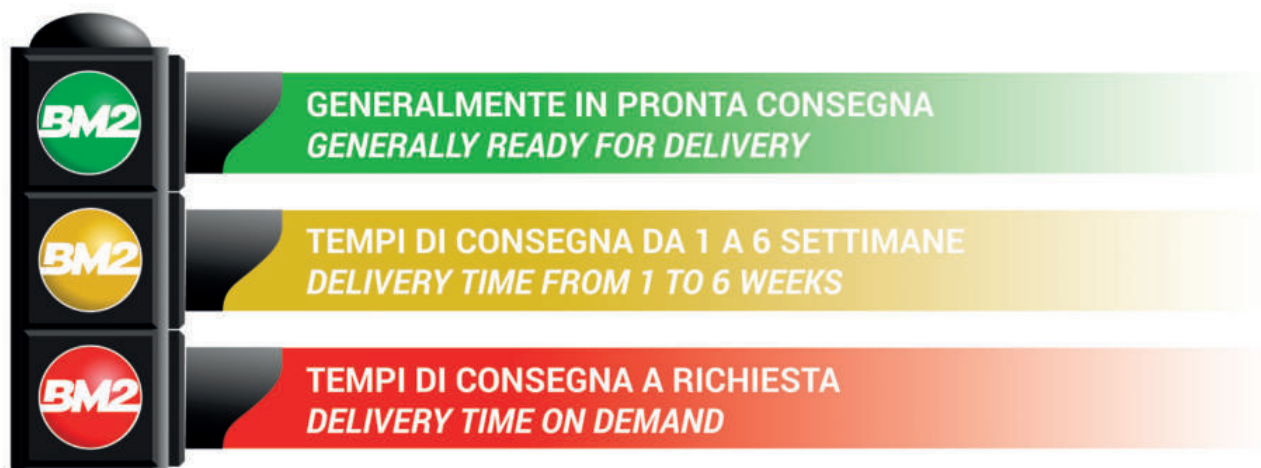 BM2
GENERALMENTE IN PRONTA CONSEGNA
GENERALLY READY FOR DELIVERY
BM2
TEMPI DI CONSEGNA DA 1 A 6 SETTIMANE
DELIVERY TIME FROM 1 TO 6 WEEKS
BM2
TEMPI DI CONSEGNA A RICHIESTA
DELIVERY TIME ON DEMAND